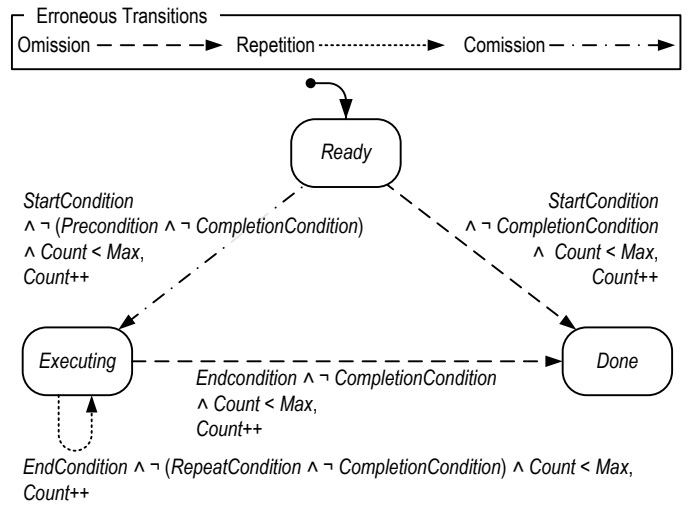 Erroneous Transitions
Omission Repetition Comission
Ready
StartCondition
∧ ¬ (Precondition ∧ ¬ CompletionCondition)
∧ Count < Max,
Count++
StartCondition
∧ ¬ CompletionCondition
∧ Count < Max,
Count++
Executing
Done
Endcondition ∧ ¬ CompletionCondition
∧ Count < Max,
Count++
EndCondition ∧ ¬ (RepeatCondition ∧ ¬ CompletionCondition) ∧ Count < Max,
Count++